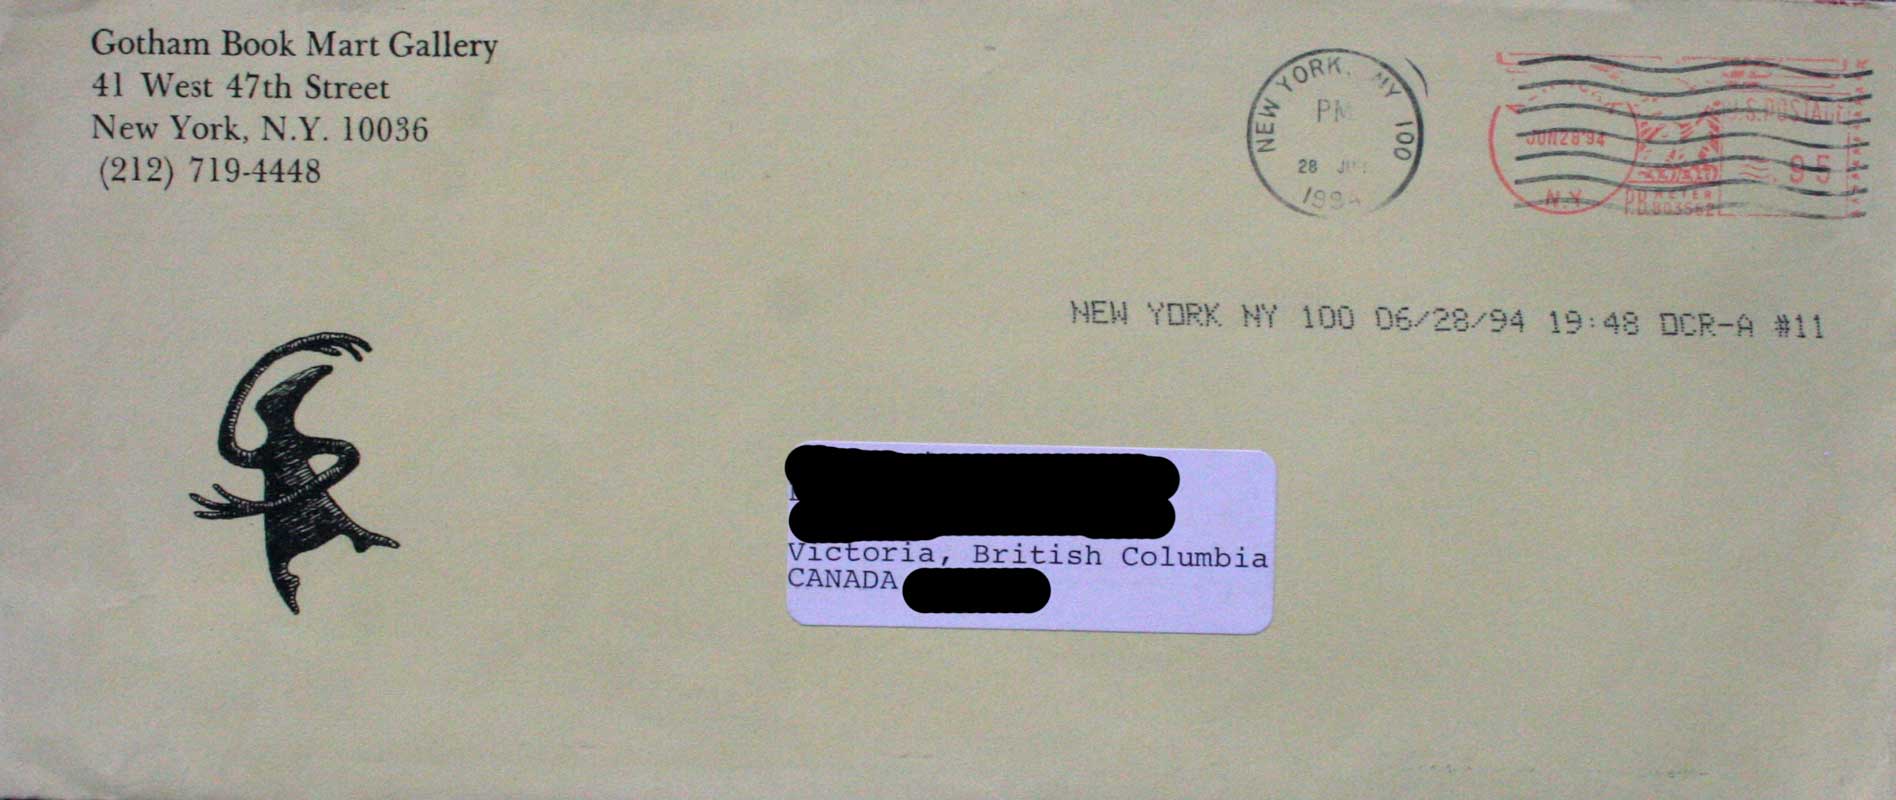 Gotham Book Mart Gallery
41 West 47th Street
New York, N.Y. 10036
(212) 719-4448
NEW YORK, NY 100
PM
28
1994
JUN28'94
N.Y.
U.S. POSTAGE
.95
METER
NEW YORK NY 100 06/28/94 19:48 DCR-A #11
Victoria, British Columbia
CANADA